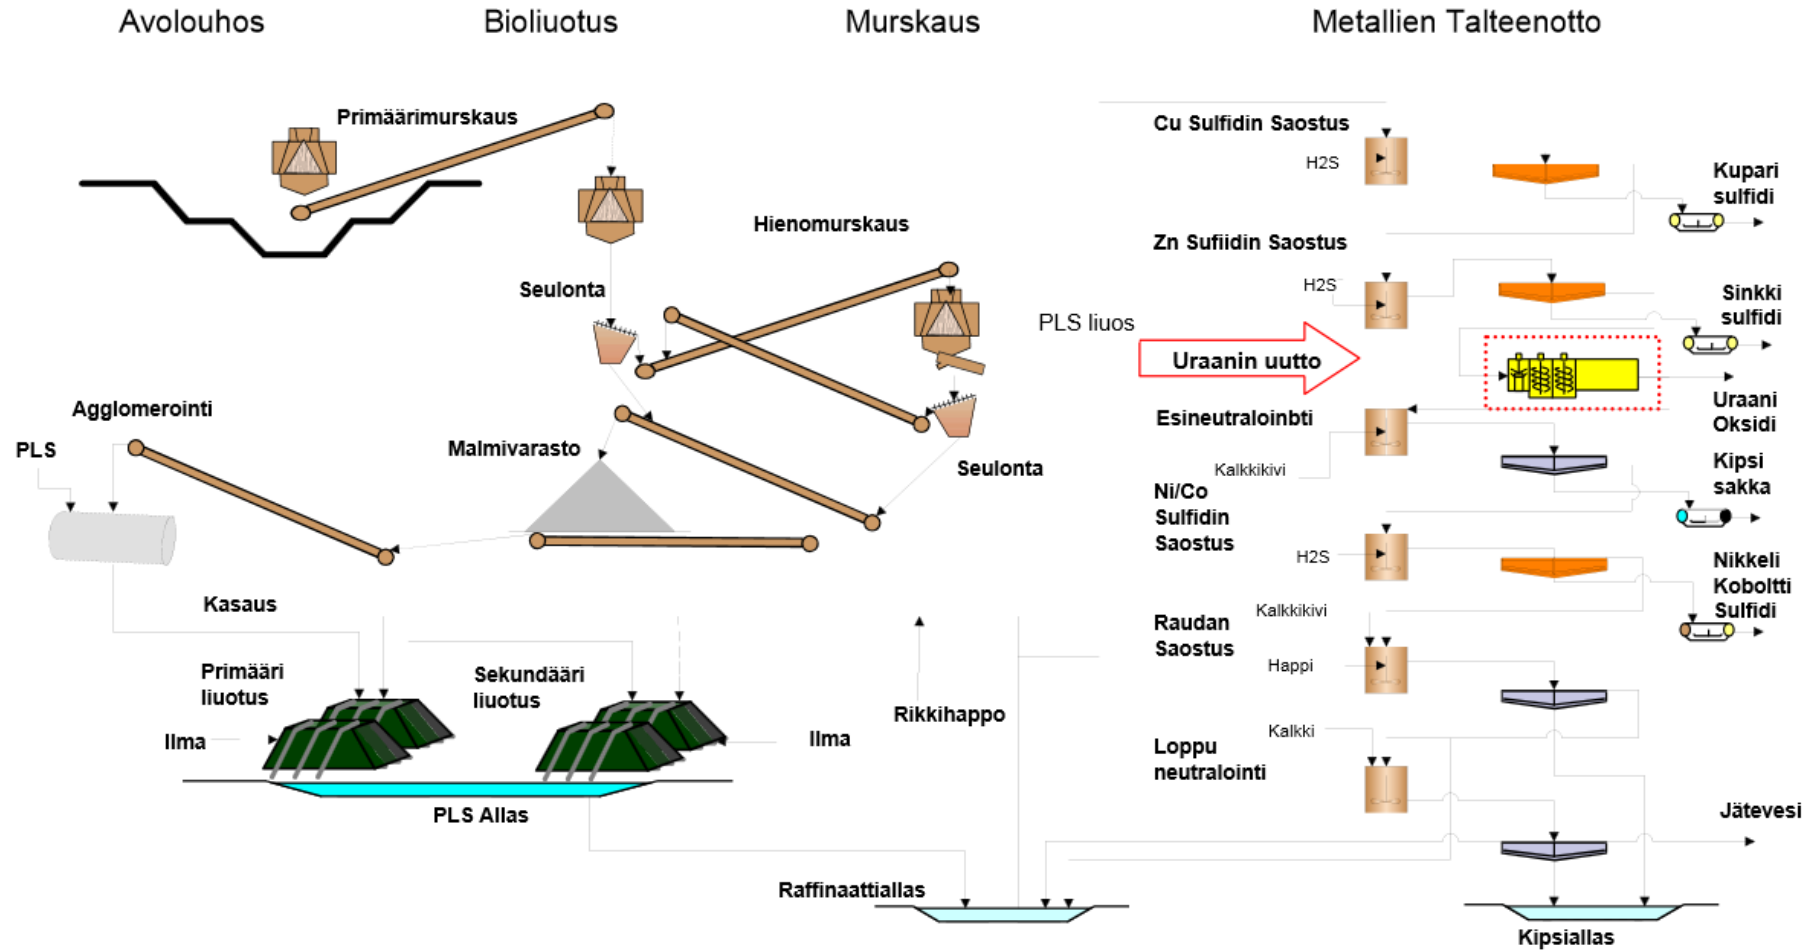 Avolouhos
Bioliuotus
Murskaus
Metallien Talteenotto
Primäärimurskaus
Cu Sulfidin Saostus
H2S
Kupari
sulfidi
Hienomurskaus
Zn Sufiidin Saostus
Seulonta
H2S
Sinkki
sulfidi
PLS liuos
Uraanin uutto
Uraani
Oksidi
Agglomerointi
Esineutraloinbti
PLS
Malmivarasto
Seulonta
Kalkkikivi
Kipsi
sakka
Ni/Co
Sulfidin
Saostus
H2S
Nikkeli
Koboltti
Sulfidi
Kasaus
Kalkkikivi
Raudan
Saostus
Happi
Primääri
liuotus
Sekundääri
liuotus
Rikkihappo
Ilma
Ilma
Kalkki
Loppu
neutralointi
PLS Allas
Jätevesi
Raffinaattiallas
Kipsiallas